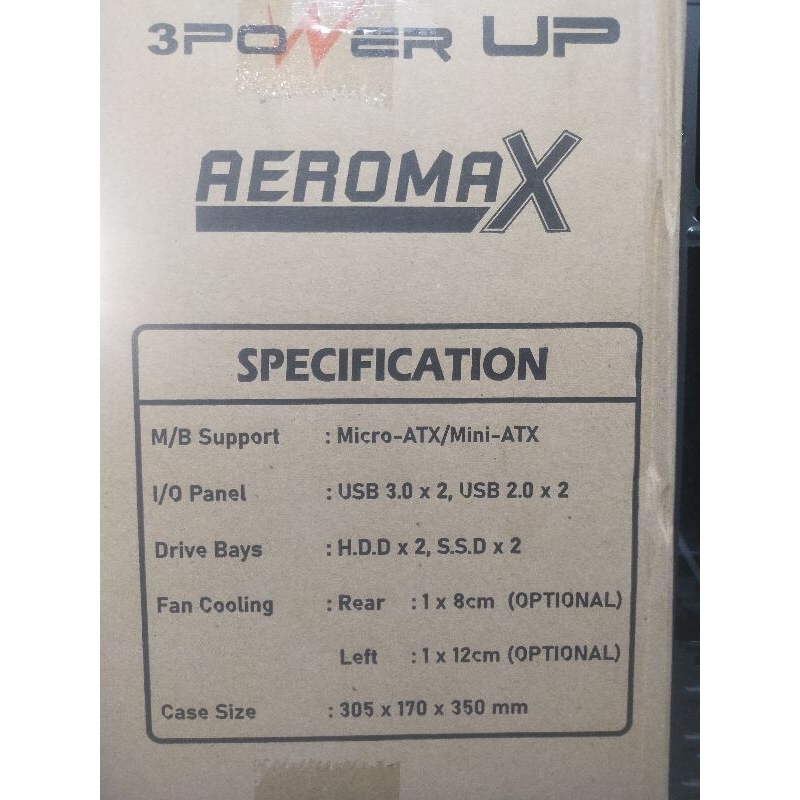 3POWER UP
AEROMAX
SPECIFICATION
M/B Support : Micro-ATX/Mini-ATX
I/O Panel : USB 3.0 x 2, USB 2.0 x 2
Drive Bays : H.D.D x 2, S.S.D x 2
Fan Cooling : Rear : 1 x 8cm (OPTIONAL)
Left : 1 x 12cm (OPTIONAL)
Case Size : 305 x 170 x 350 mm